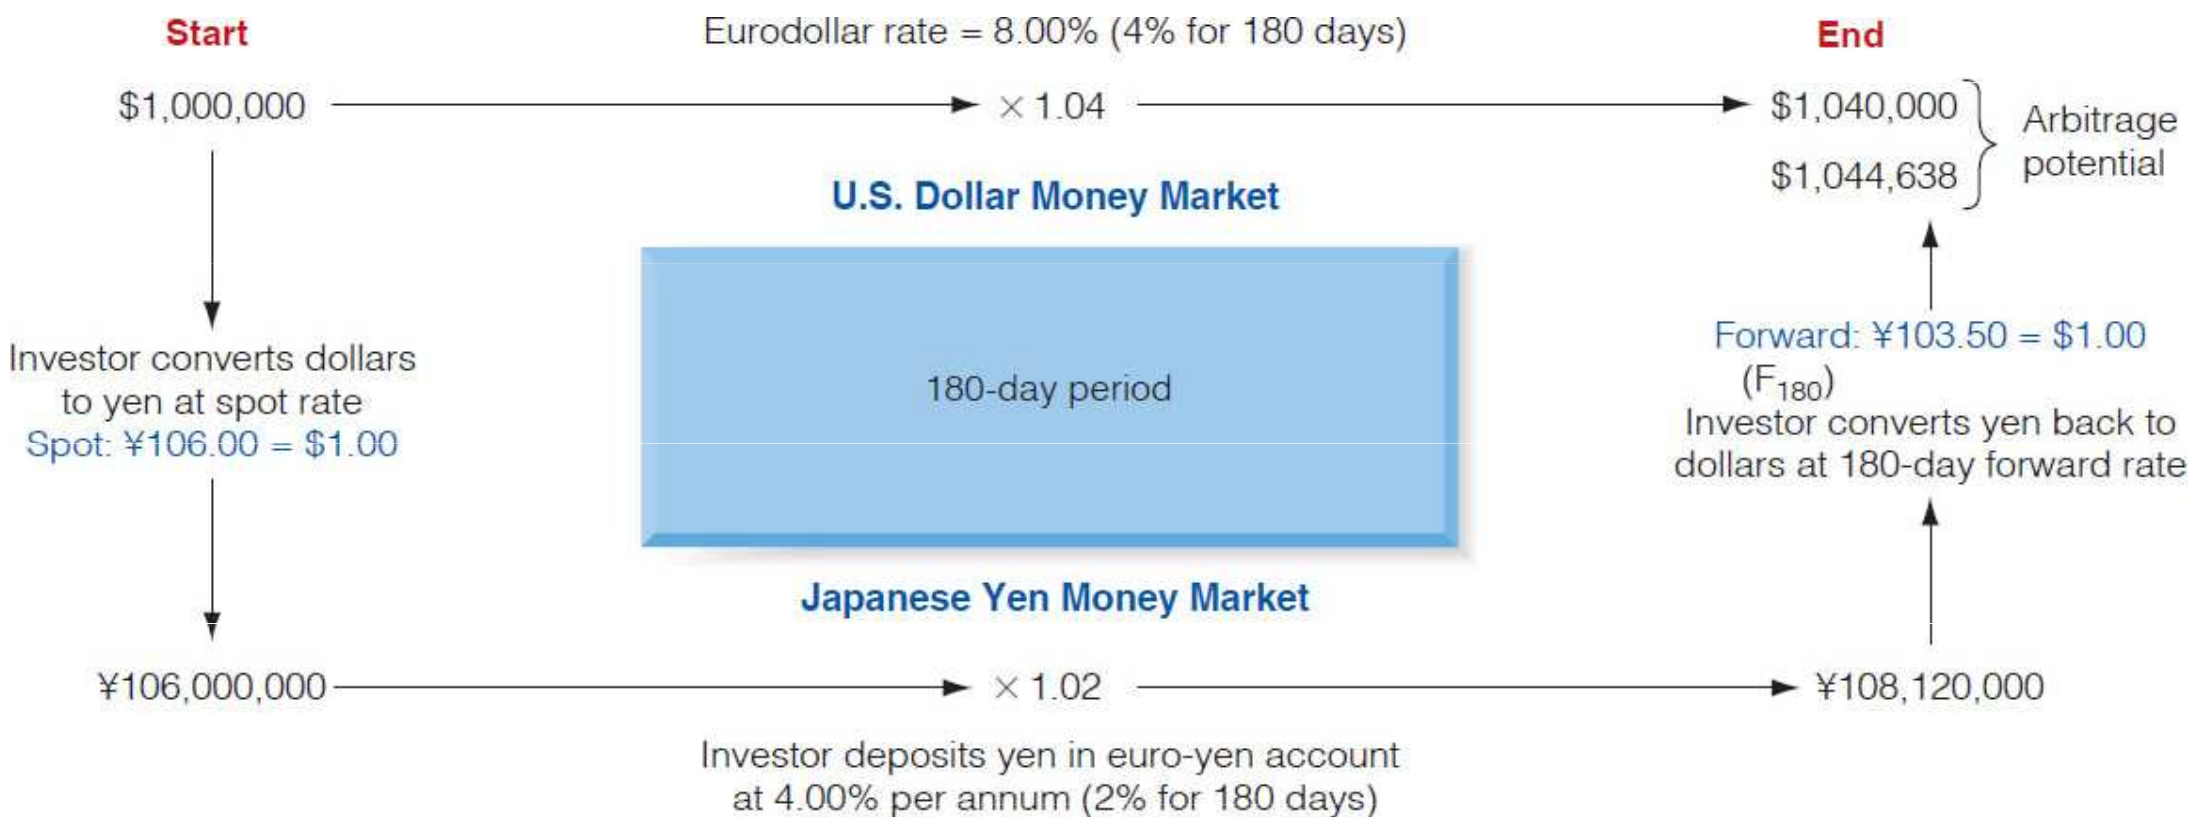 Start
Eurodollar rate = 8.00% (4% for 180 days)
End
$1,000,000
× 1.04
$1,040,000
$1,044,638
Arbitrage
potential
U.S. Dollar Money Market
Investor converts dollars
to yen at spot rate
Spot: ¥106.00 = $1.00
180-day period
Forward: ¥103.50 = $1.00
(F180)
Investor converts yen back to
dollars at 180-day forward rate
Japanese Yen Money Market
¥106,000,000
× 1.02
¥108,120,000
Investor deposits yen in euro-yen account
at 4.00% per annum (2% for 180 days)